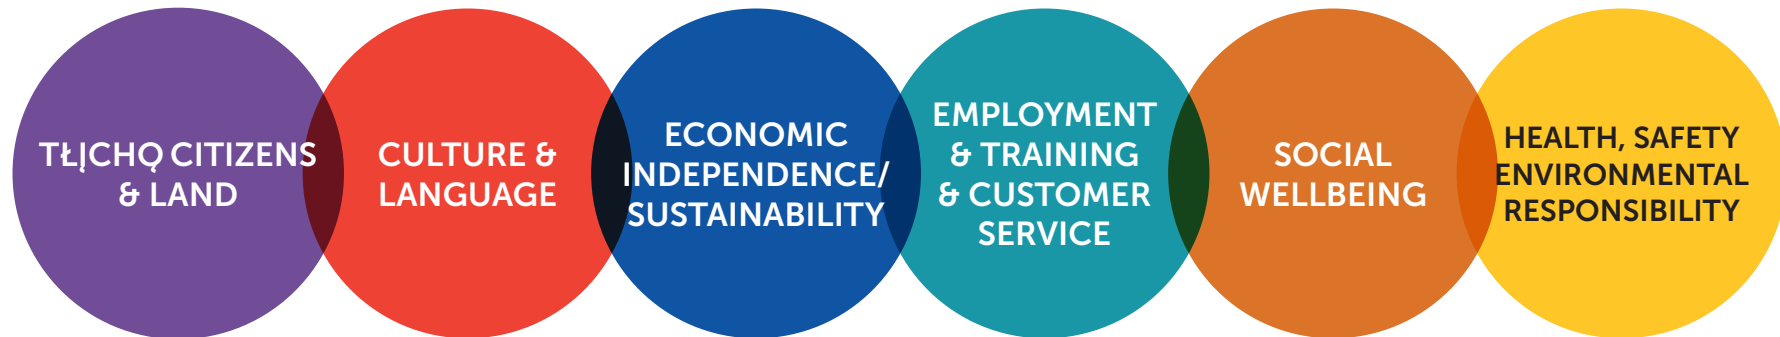 TŁĮCHǪ CITIZENS
& LAND
CULTURE &
LANGUAGE
ECONOMIC
INDEPENDENCE/
SUSTAINABILITY
EMPLOYMENT
& TRAINING
& CUSTOMER
SERVICE
SOCIAL
WELLBEING
HEALTH, SAFETY
ENVIRONMENTAL
RESPONSIBILITY